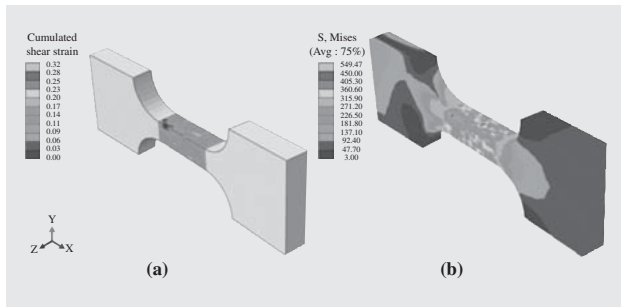 Cumulated
shear strain
0.32
0.28
0.25
0.23
0.20
0.17
0.14
0.11
0.09
0.06
0.03
0.00
Y
Z
X
(a)
S, Mises
(Avg : 75%)
549.47
450.00
405.30
360.60
315.90
271.20
226.50
181.80
137.10
92.40
47.70
3.00
(b)